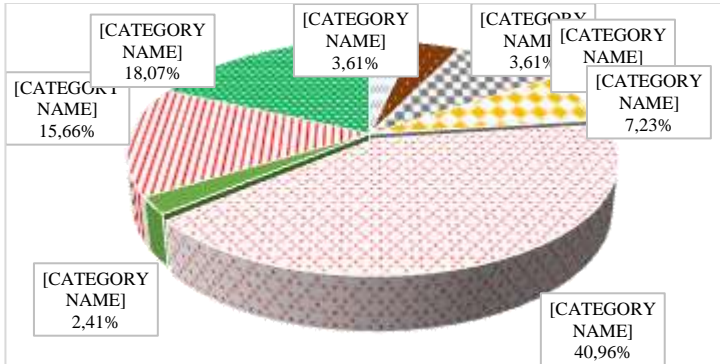 [CATEGORY
NAME]
18,07%
[CATEGORY
NAME]
3,61%
[CATEGORY
NAME]
3,61%
[CATEGORY
NAME]
[CATEGORY
NAME]
7,23%
[CATEGORY
NAME]
15,66%
[CATEGORY
NAME]
2,41%
[CATEGORY
NAME]
40,96%